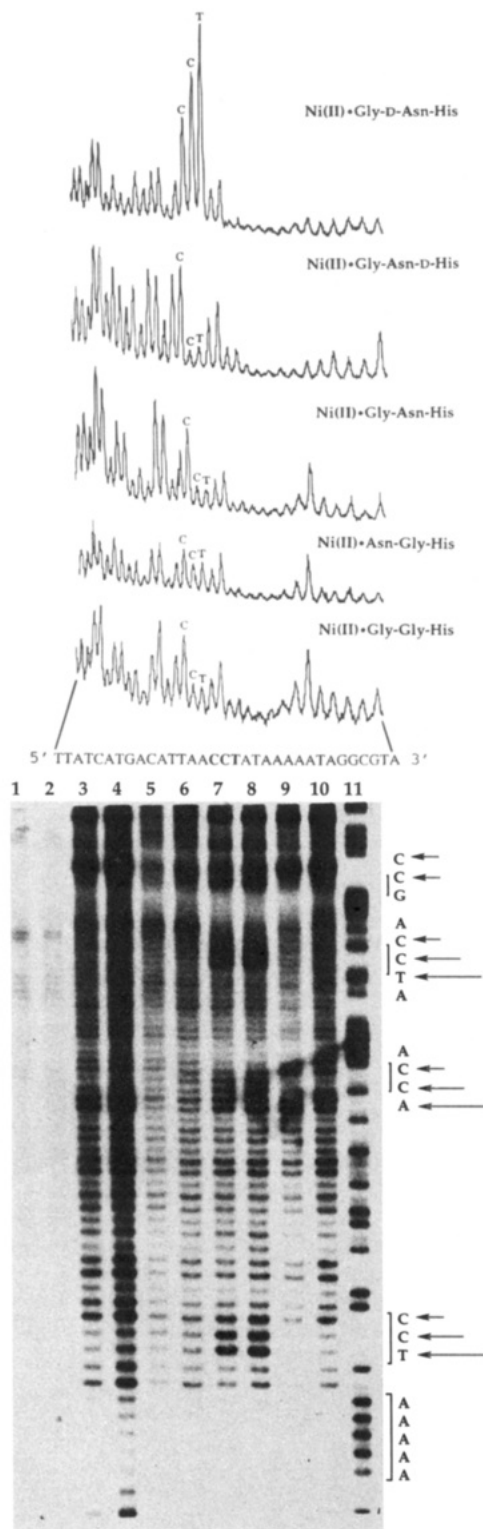 T
C
C
Ni(II)•Gly-D-Asn-His
C
Ni(II)•Gly-Asn-D-His
C T
C
Ni(II)•Gly-Asn-His
C T
Ni(II)•Asn-Gly-His
C
C T
Ni(II)•Gly-Gly-His
C
C T
5' TTATCATGACATTAACCTATAAAAATAGGCGTA 3'
1 2 3 4 5 6 7 8 9 10 11
C
C
G
A
C
C
T
A
A
C
C
A
C
C
T
A
A
A
A
A